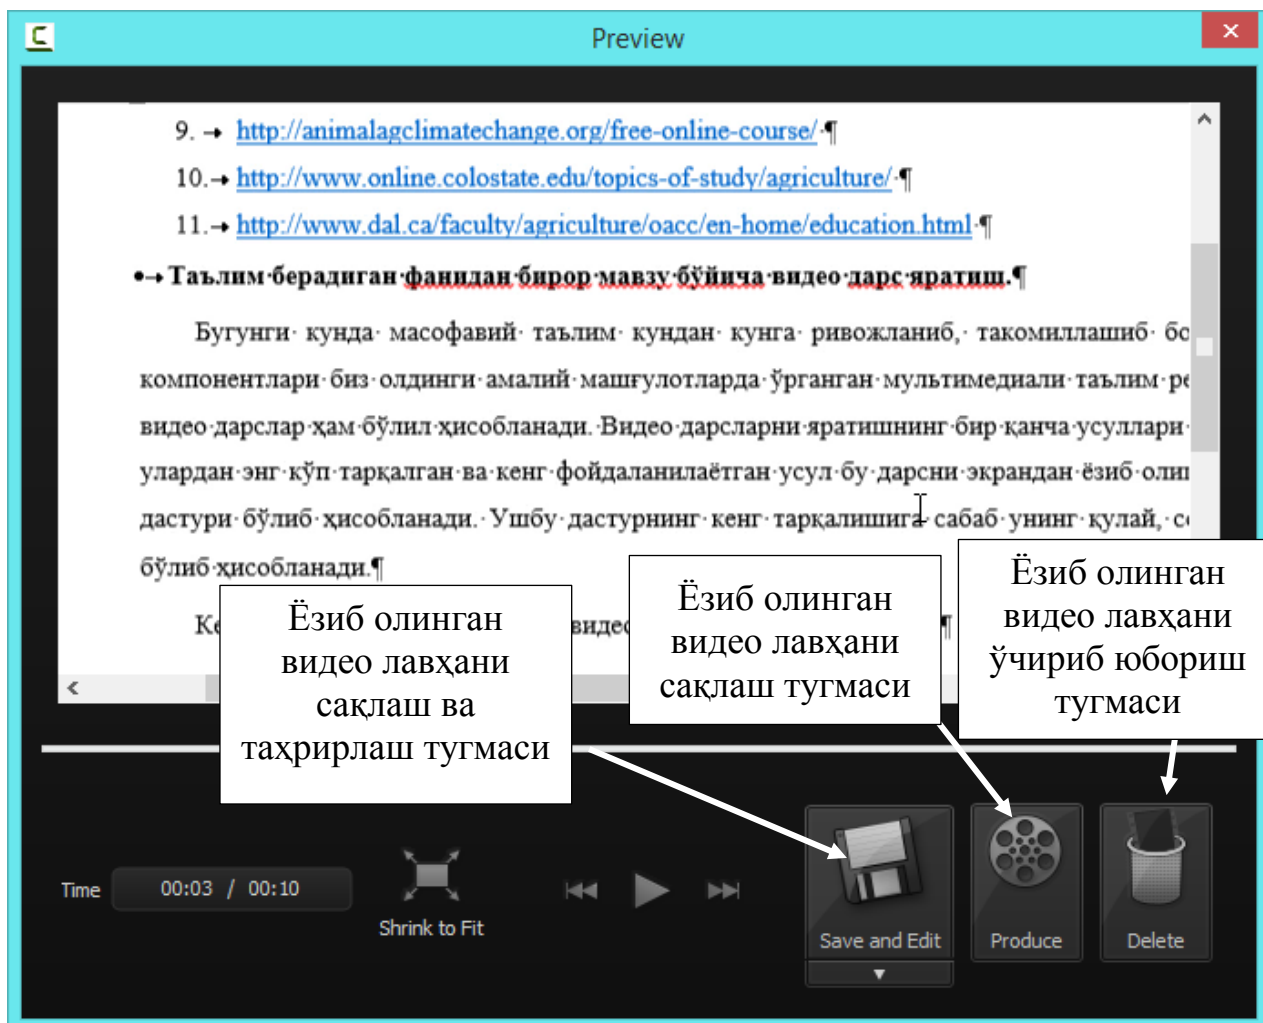 Preview
9. → http://animalagclimatechange.org/free-online-course/·¶
10.→ http://www.online.colostate.edu/topics-of-study/agriculture/·¶
11.→ http://www.dal.ca/faculty/agriculture/oacc/en-home/education.html·¶
•→ Таълим·берадиган·фанидан·бирор·мавзу·бўйича·видео·дарс·яратиш.¶
Бугунги· кунда· масофавий· таълим· кундан· кунга· ривожланиб,· такомиллашиб· бо
компонентлари·биз·олдинги·амалий·машғулотларда·ўрганган·мультимедиали·таълим·ре
видео·дарслар·ҳам·бўлил·ҳисобланади.·Видео·дарсларни·яратишнинг·бир·қанча·усуллари·
улардан·энг·кўп·тарқалган·ва·кенг·фойдаланилаётган·усул·бу·дарсни·экрандан·ёзиб·оли
дастури·бўлиб·ҳисобланади.·Ушбу·дастурнинг·кенг·тарқалишига·сабаб·унинг·қулай,·с
бўлиб·ҳисобланади.¶
Ке
виде
¶
Ёзиб олинган
видео лавҳани
сақлаш ва
таҳрирлаш тугмаси
Ёзиб олинган
видео лавҳани
сақлаш тугмаси
Ёзиб олинган
видео лавҳани
ўчириб юбориш
тугмаси
Time 00:03 / 00:10
Shrink to Fit
Save and Edit
Produce
Delete